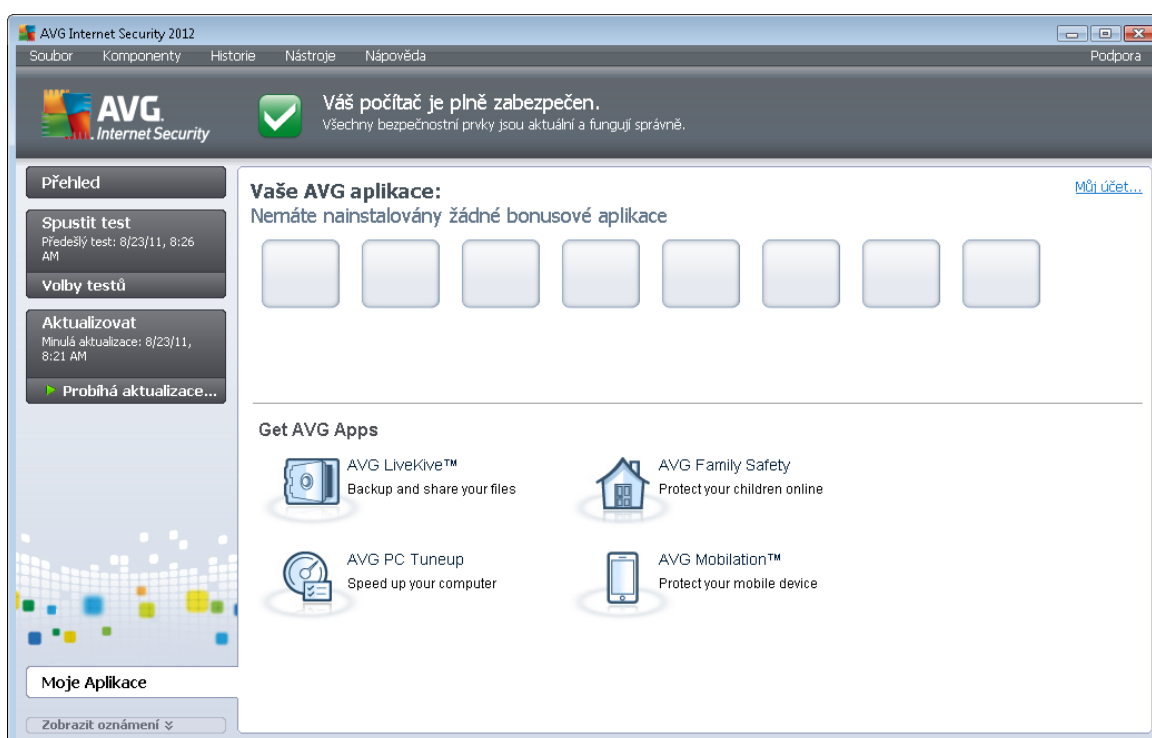 AVG Internet Security 2012
Soubor Komponenty Historie Nástroje Nápověda Podpora
AVG.
Internet Security
Váš počítač je plně zabezpečen.
Všechny bezpečnostní prvky jsou aktuální a fungují správně.
Přehled
Spustit test
Předešlý test: 8/23/11, 8:26
AM
Volby testů
Aktualizovat
Minulá aktualizace: 8/23/11,
8:21 AM
Probíhá aktualizace...
Moje Aplikace
Zobrazit oznámení
Vaše AVG aplikace:
Můj účet...
Nemáte nainstalovány žádné bonusové aplikace
Get AVG Apps
AVG LiveKive™
Backup and share your files
AVG Family Safety
Protect your children online
AVG PC Tuneup
Speed up your computer
AVG Mobilation™
Protect your mobile device